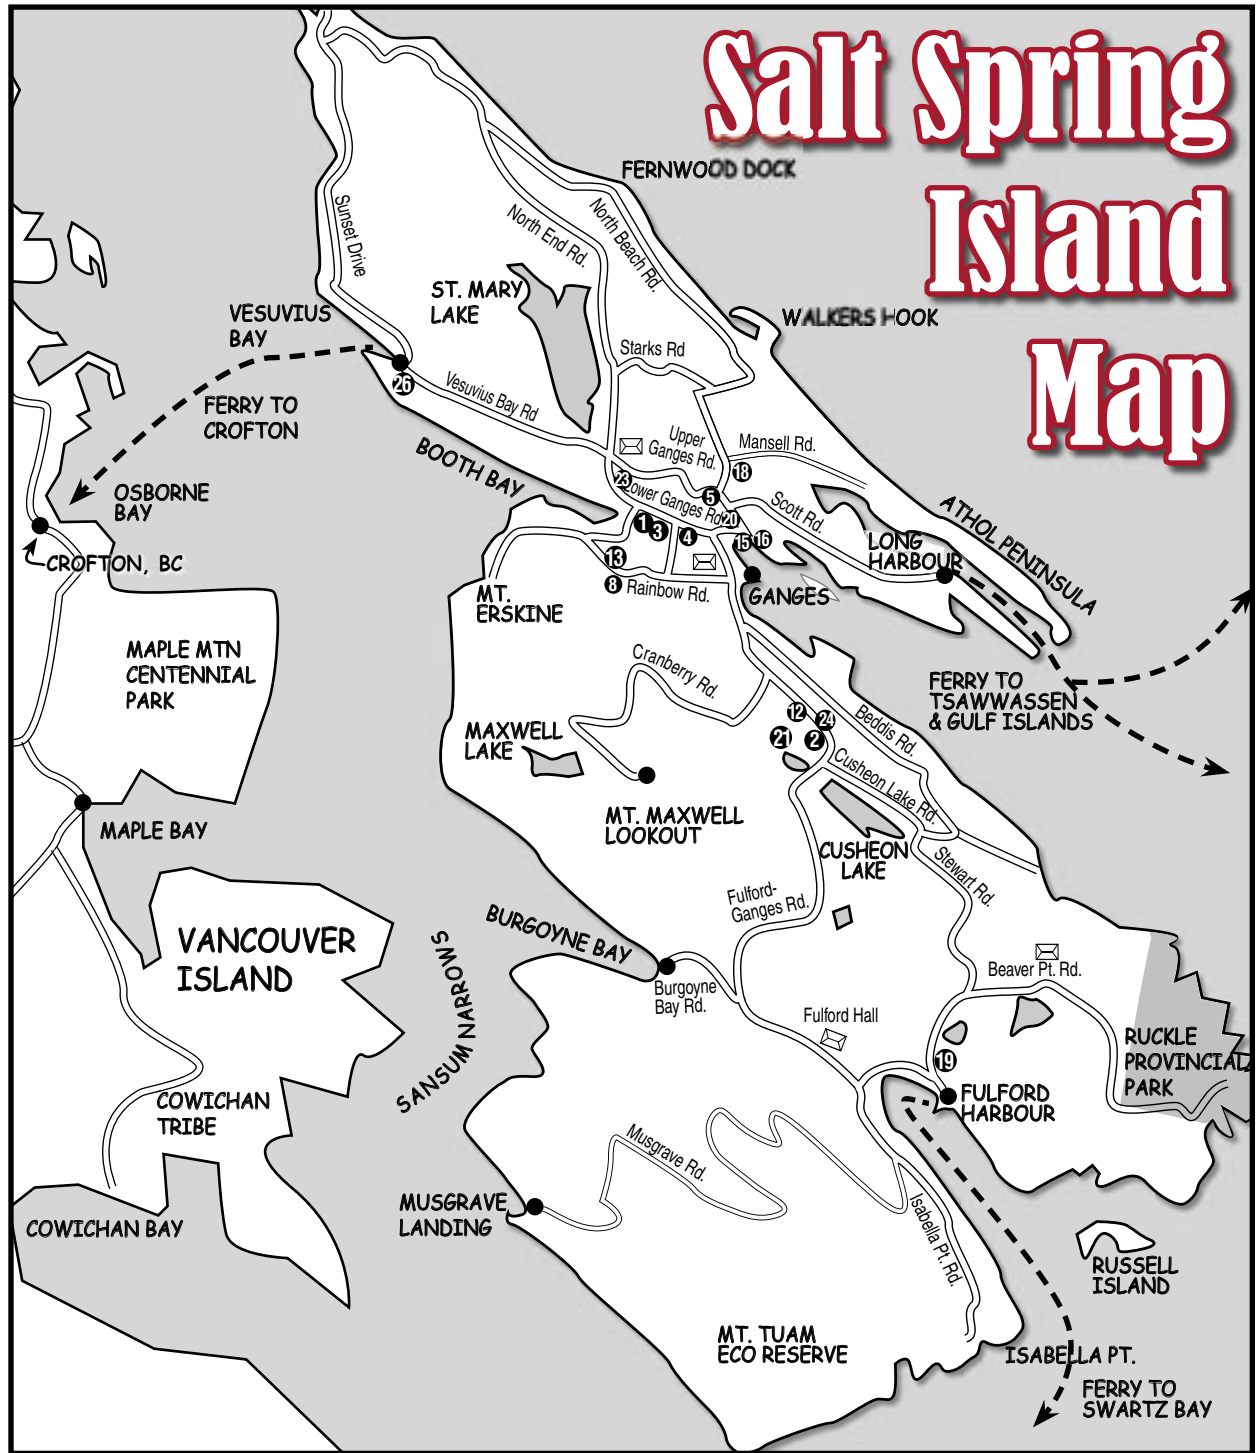 Salt Spring
Island
Map
FERNWOOD DOCK
Sunset Drive
North End Rd.
North Beach Rd.
ST. MARY
LAKE
VESUVIUS
BAY
WALKERS HOOK
Starks Rd
26
Vesuvius Bay Rd
FERRY TO
CROFTON
Upper
Ganges Rd.
Mansell Rd.
BOOTH BAY
18
23
Lower Ganges Rd
5
OSBORNE
BAY
Scott Rd.
ATHOL PENINSULA
20
1
3
4
15
16
LONG
HARBOUR
CROFTON, BC
13
8
Rainbow Rd.
GANGES
MT.
ERSKINE
MAPLE MTN
CENTENNIAL
PARK
Cranberry Rd.
FERRY TO
TSAWWASSEN
& GULF ISLANDS
12
24
Beddis Rd.
MAXWELL
LAKE
21
2
Cusheon Lake Rd.
MT. MAXWELL
LOOKOUT
MAPLE BAY
CUSHEON
LAKE
Stewart Rd.
Fulford-
Ganges Rd.
BURGOYNE BAY
VANCOUVER
ISLAND
SANSUM NARROWS
Beaver Pt. Rd.
Burgoyne
Bay Rd.
Fulford Hall
RUCKLE
PROVINCIAL
PARK
19
FULFORD
HARBOUR
COWICHAN
TRIBE
Musgrave Rd.
MUSGRAVE
LANDING
Isabella Pt. Rd.
COWICHAN BAY
RUSSELL
ISLAND
MT. TUAM
ECO RESERVE
ISABELLA PT.
FERRY TO
SWARTZ BAY